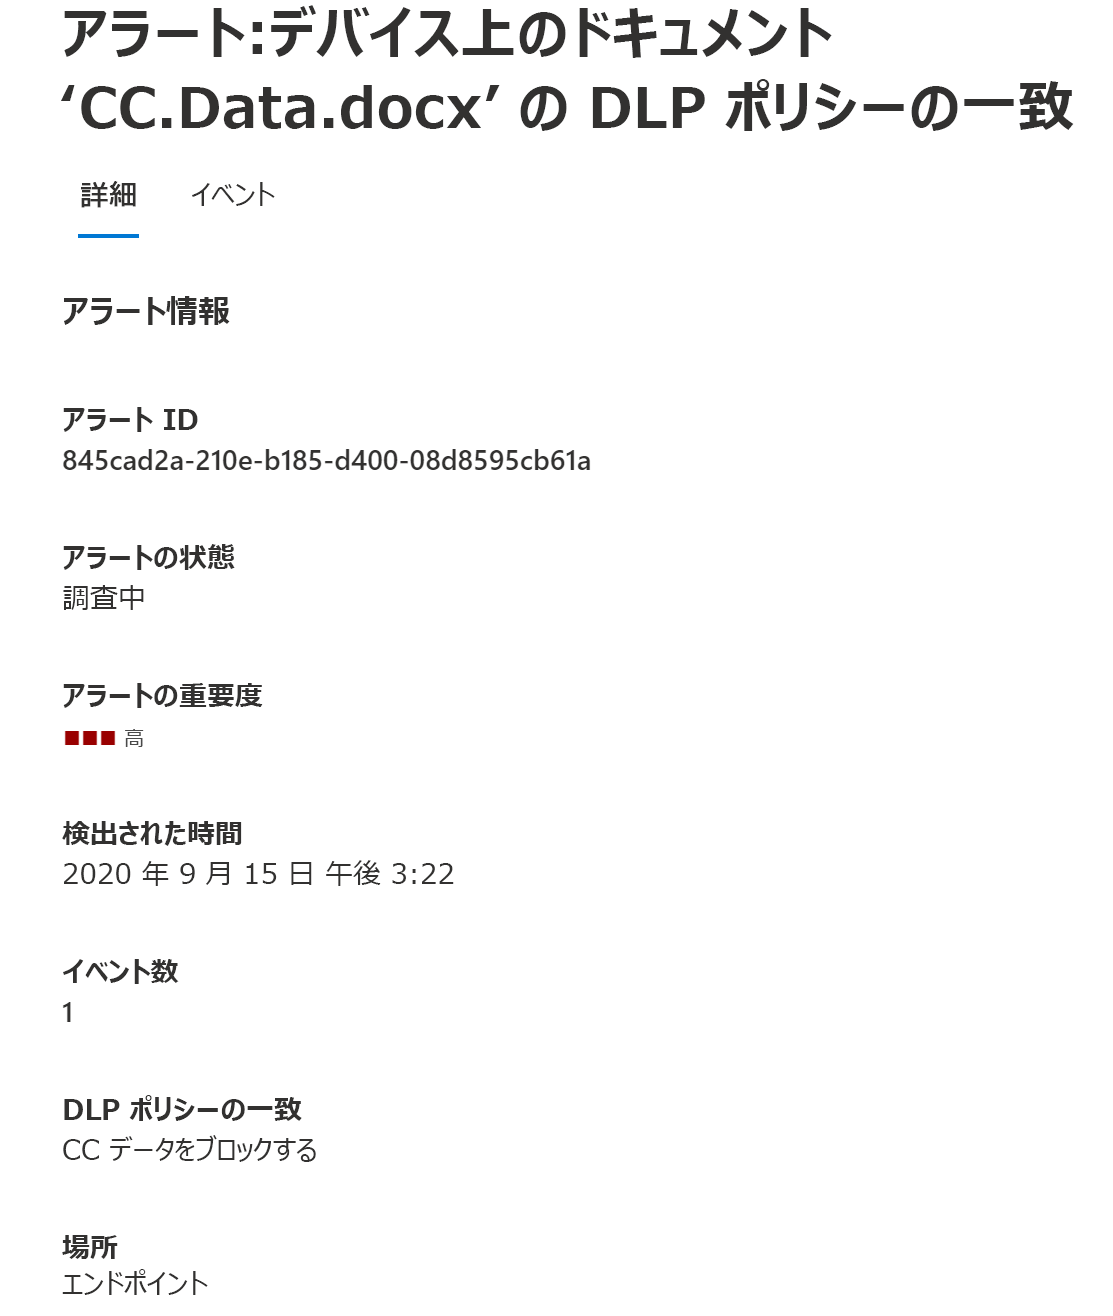 アラート:デバイス上のドキュメント
‘CC.Data.docx’ の DLP ポリシーの一致
詳細 イベント
アラート情報
アラート ID
845cad2a-210e-b185-d400-08d8595cb61a
アラートの状態
調査中
アラートの重要度
高
検出された時間
2020 年 9 月 15 日 午後 3:22
イベント数
1
DLP ポリシーの一致
CC データをブロックする
場所
エンドポイント